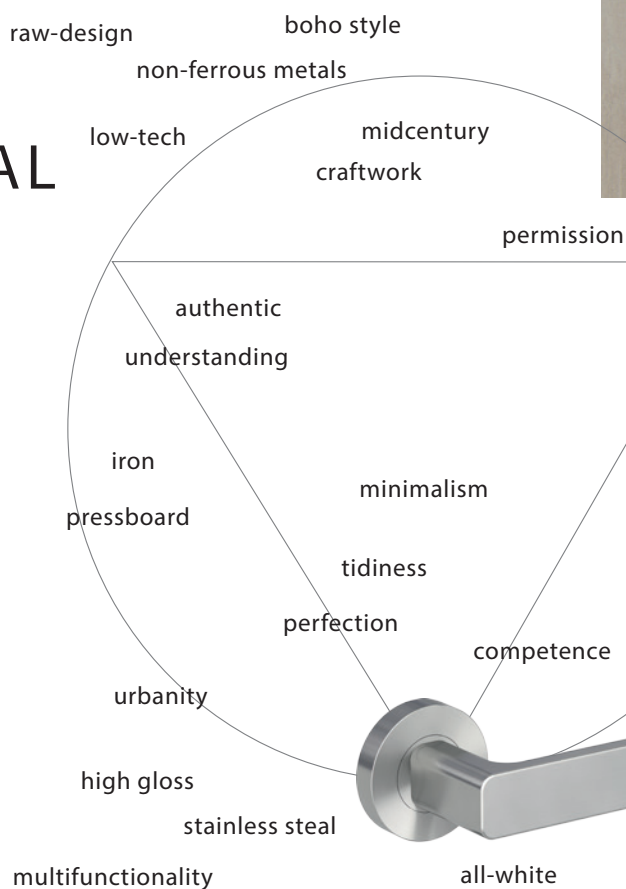 raw-design
boho style
non-ferrous metals
low-tech
midcentury
AL
craftwork
permission
authentic
understanding
iron
minimalism
pressboard
tidiness
perfection
competence
urbanity
high gloss
stainless steal
multifunctionality
all-white